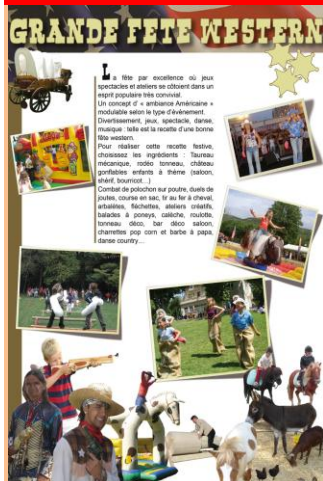 GRANDE FETE WESTERN
La fête par excellence où jeux
spectacles et ateliers se côtoient dans un
esprit populaire très convivial.
Un concept d' « ambiance Américaine »
modulable selon le type d'évènement.
Divertissement, jeux, spectacle, danse,
musique : telle est la recette d'une bonne
fête western.
Pour réaliser cette recette festive,
choisissez les ingrédients : Taureau
mécanique, rodéo tonneau, château
gonflables enfants à thème (saloon,
shérif, bourricot…)
Combat de polochon sur poutre, duels de
joutes, course en sac, tir au fer à cheval,
arbalètes, fléchettes, ateliers créatifs,
balades à poneys, calèche, roulotte,
tonneau déco, bar déco saloon,
charrettes pop corn et barbe à papa,
danse country…